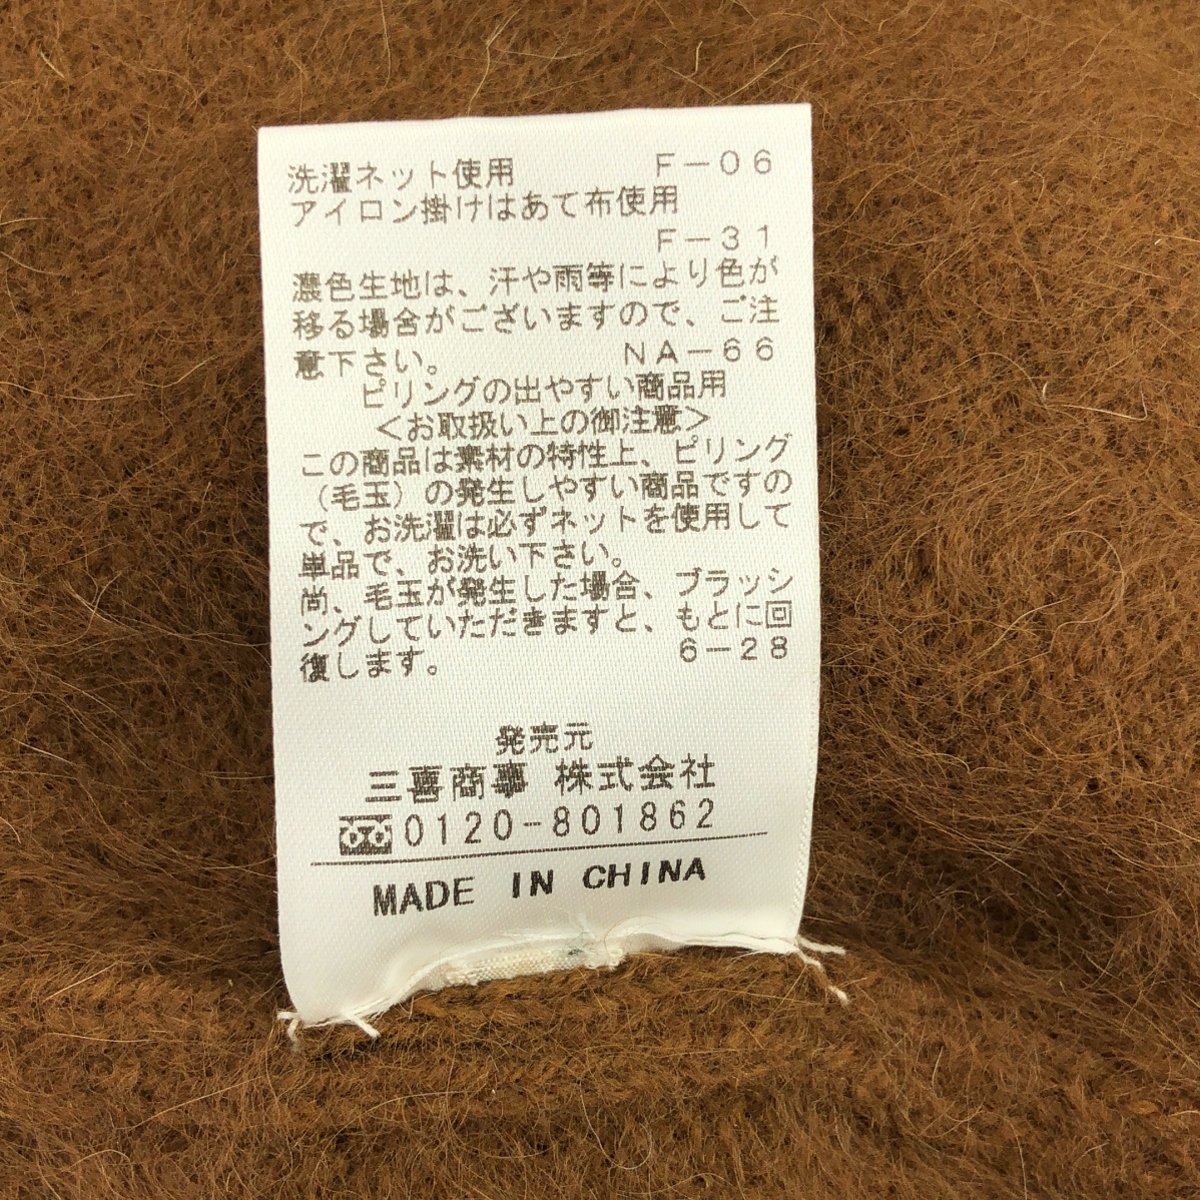 洗濯ネット使用 F-06
アイロン掛けはあて布使用
F-31
濃色生地は、汗や雨等により色が
移る場合がございますので、ご注
意下さい。 NA-66
ピリングの出やすい商品用
<お取扱い上の御注意>
この商品は素材の特性上、ピリング
(毛玉)の発生しやすい商品ですの
で、お洗濯は必ずネットを使用して
単品で、お洗い下さい。
尚、毛玉が発生した場合、ブラッシ
ングしていただきますと、もとに回
復します。 6-28
発売元
三喜商事 株式会社
0120-801862
MADE IN CHINA